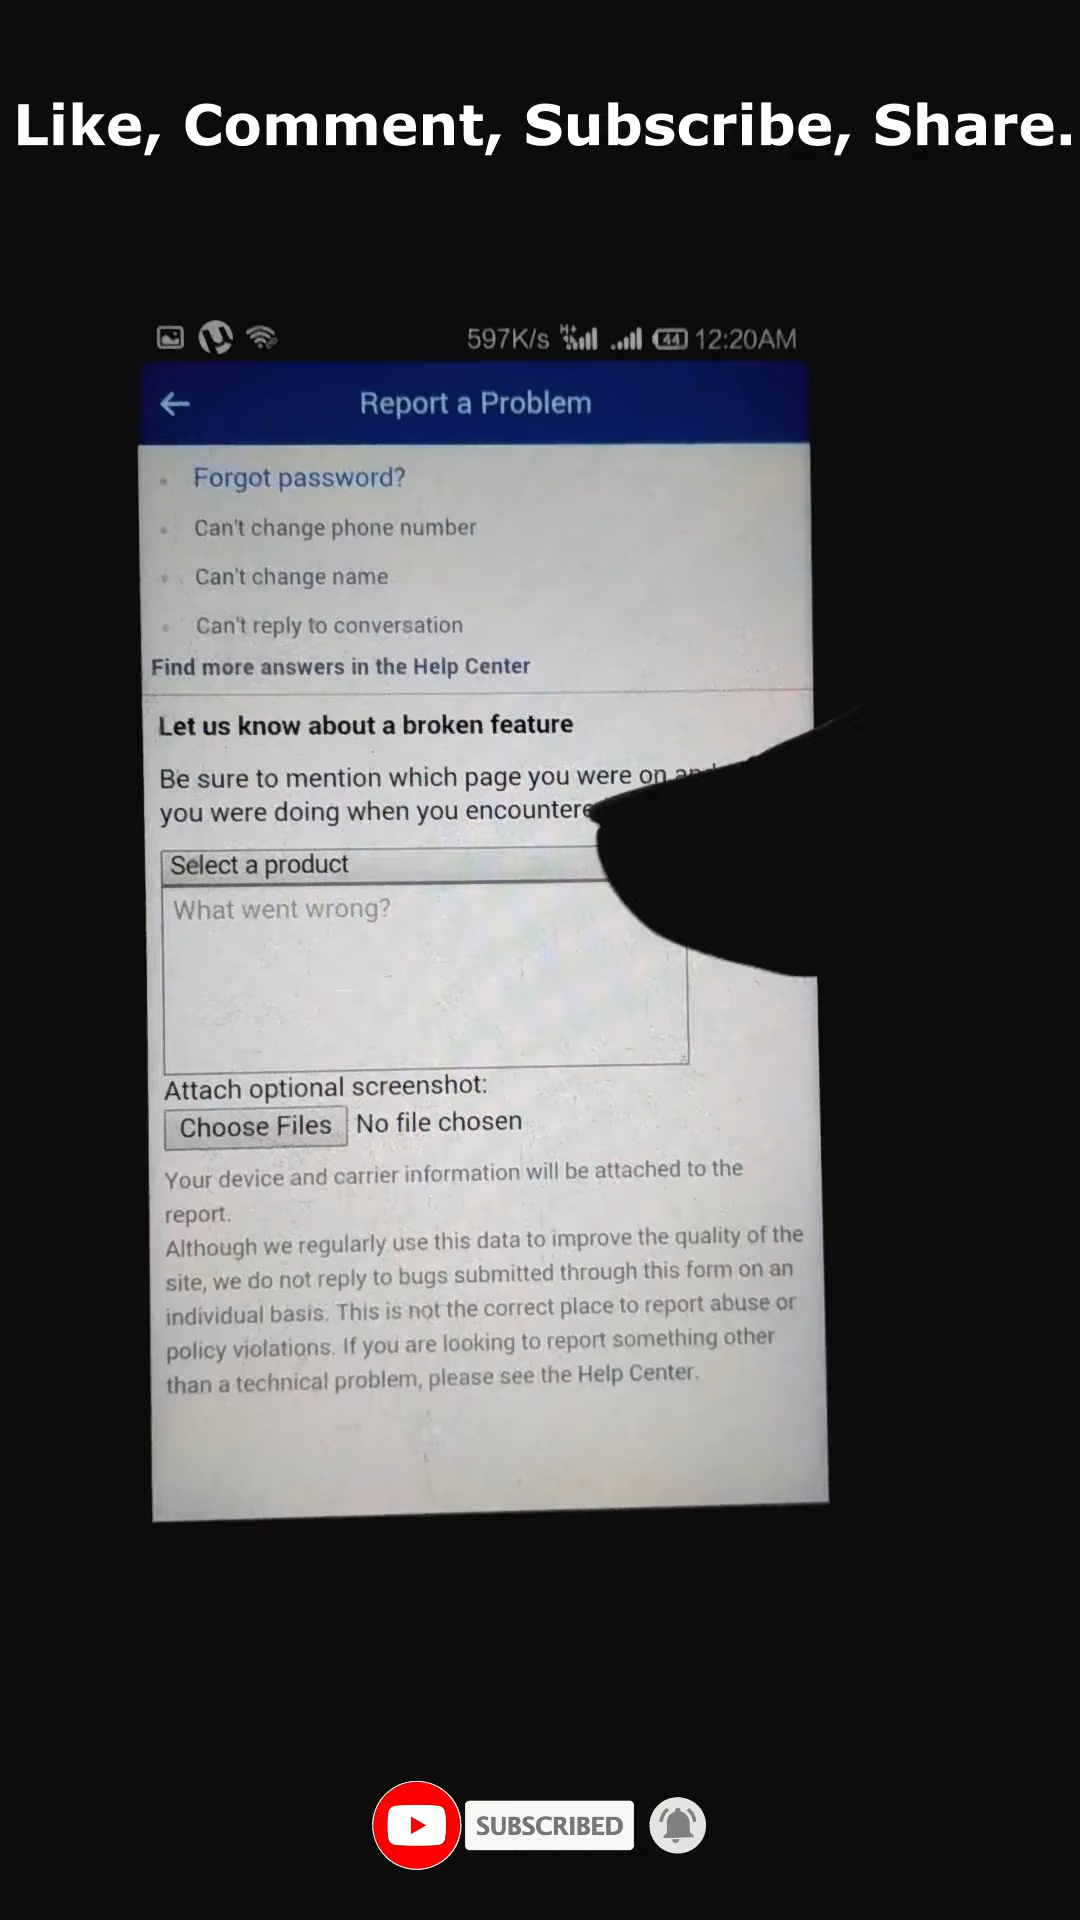 Like, Comment, Subscribe, Share.
597K/s H+ 44 12:20AM
Report a Problem
Forgot password?
Can't change phone number
Can't change name
Can't reply to conversation
Find more answers in the Help Center
Let us know about a broken feature
Be sure to mention which page you were on
you were doing when you encountere
Select a product
What went wrong?
Attach optional screenshot:
Choose Files No file chosen
Your device and carrier information will be attached to the
report.
Although we regularly use this data to improve the quality of the
site, we do not reply to bugs submitted through this form on an
individual basis. This is not the correct place to report abuse or
policy violations. If you are looking to report something other
than a technical problem, please see the Help Center.
SUBSCRIBED